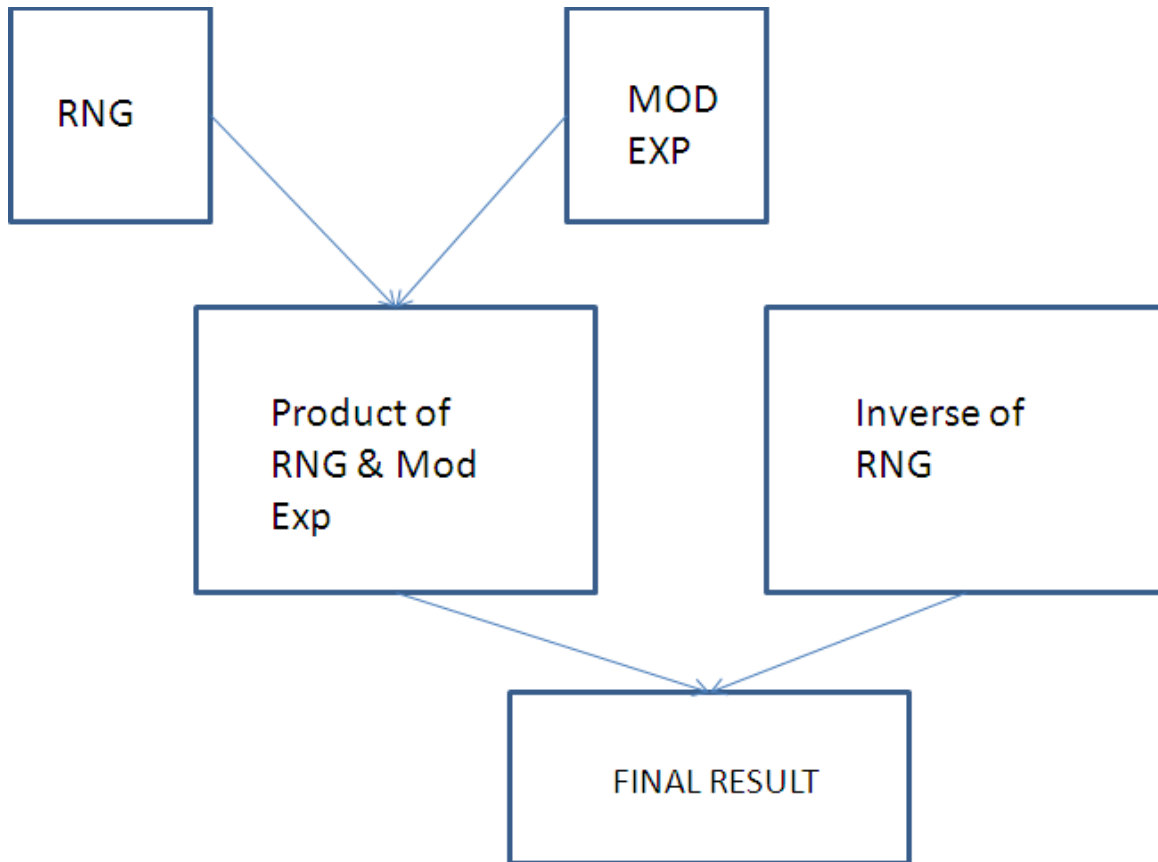 RNG
MOD
EXP
Product of
RNG & Mod
Exp
Inverse of
RNG
FINAL RESULT